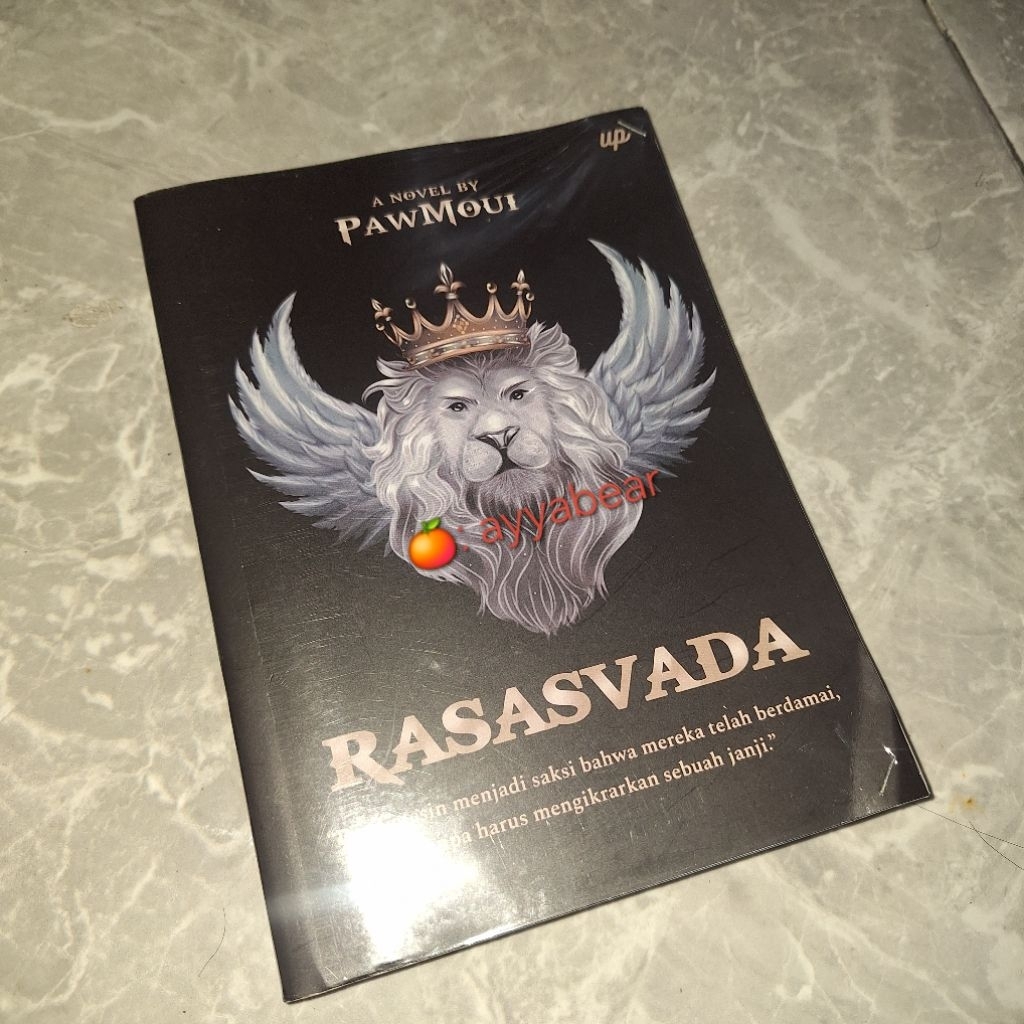 up
A NOVEL BY
PAWMOUI
: ayyabear
RASASVADA
menjadi saksi bahwa mereka telah berdamai,
harus mengikrarkan sebuah janji."